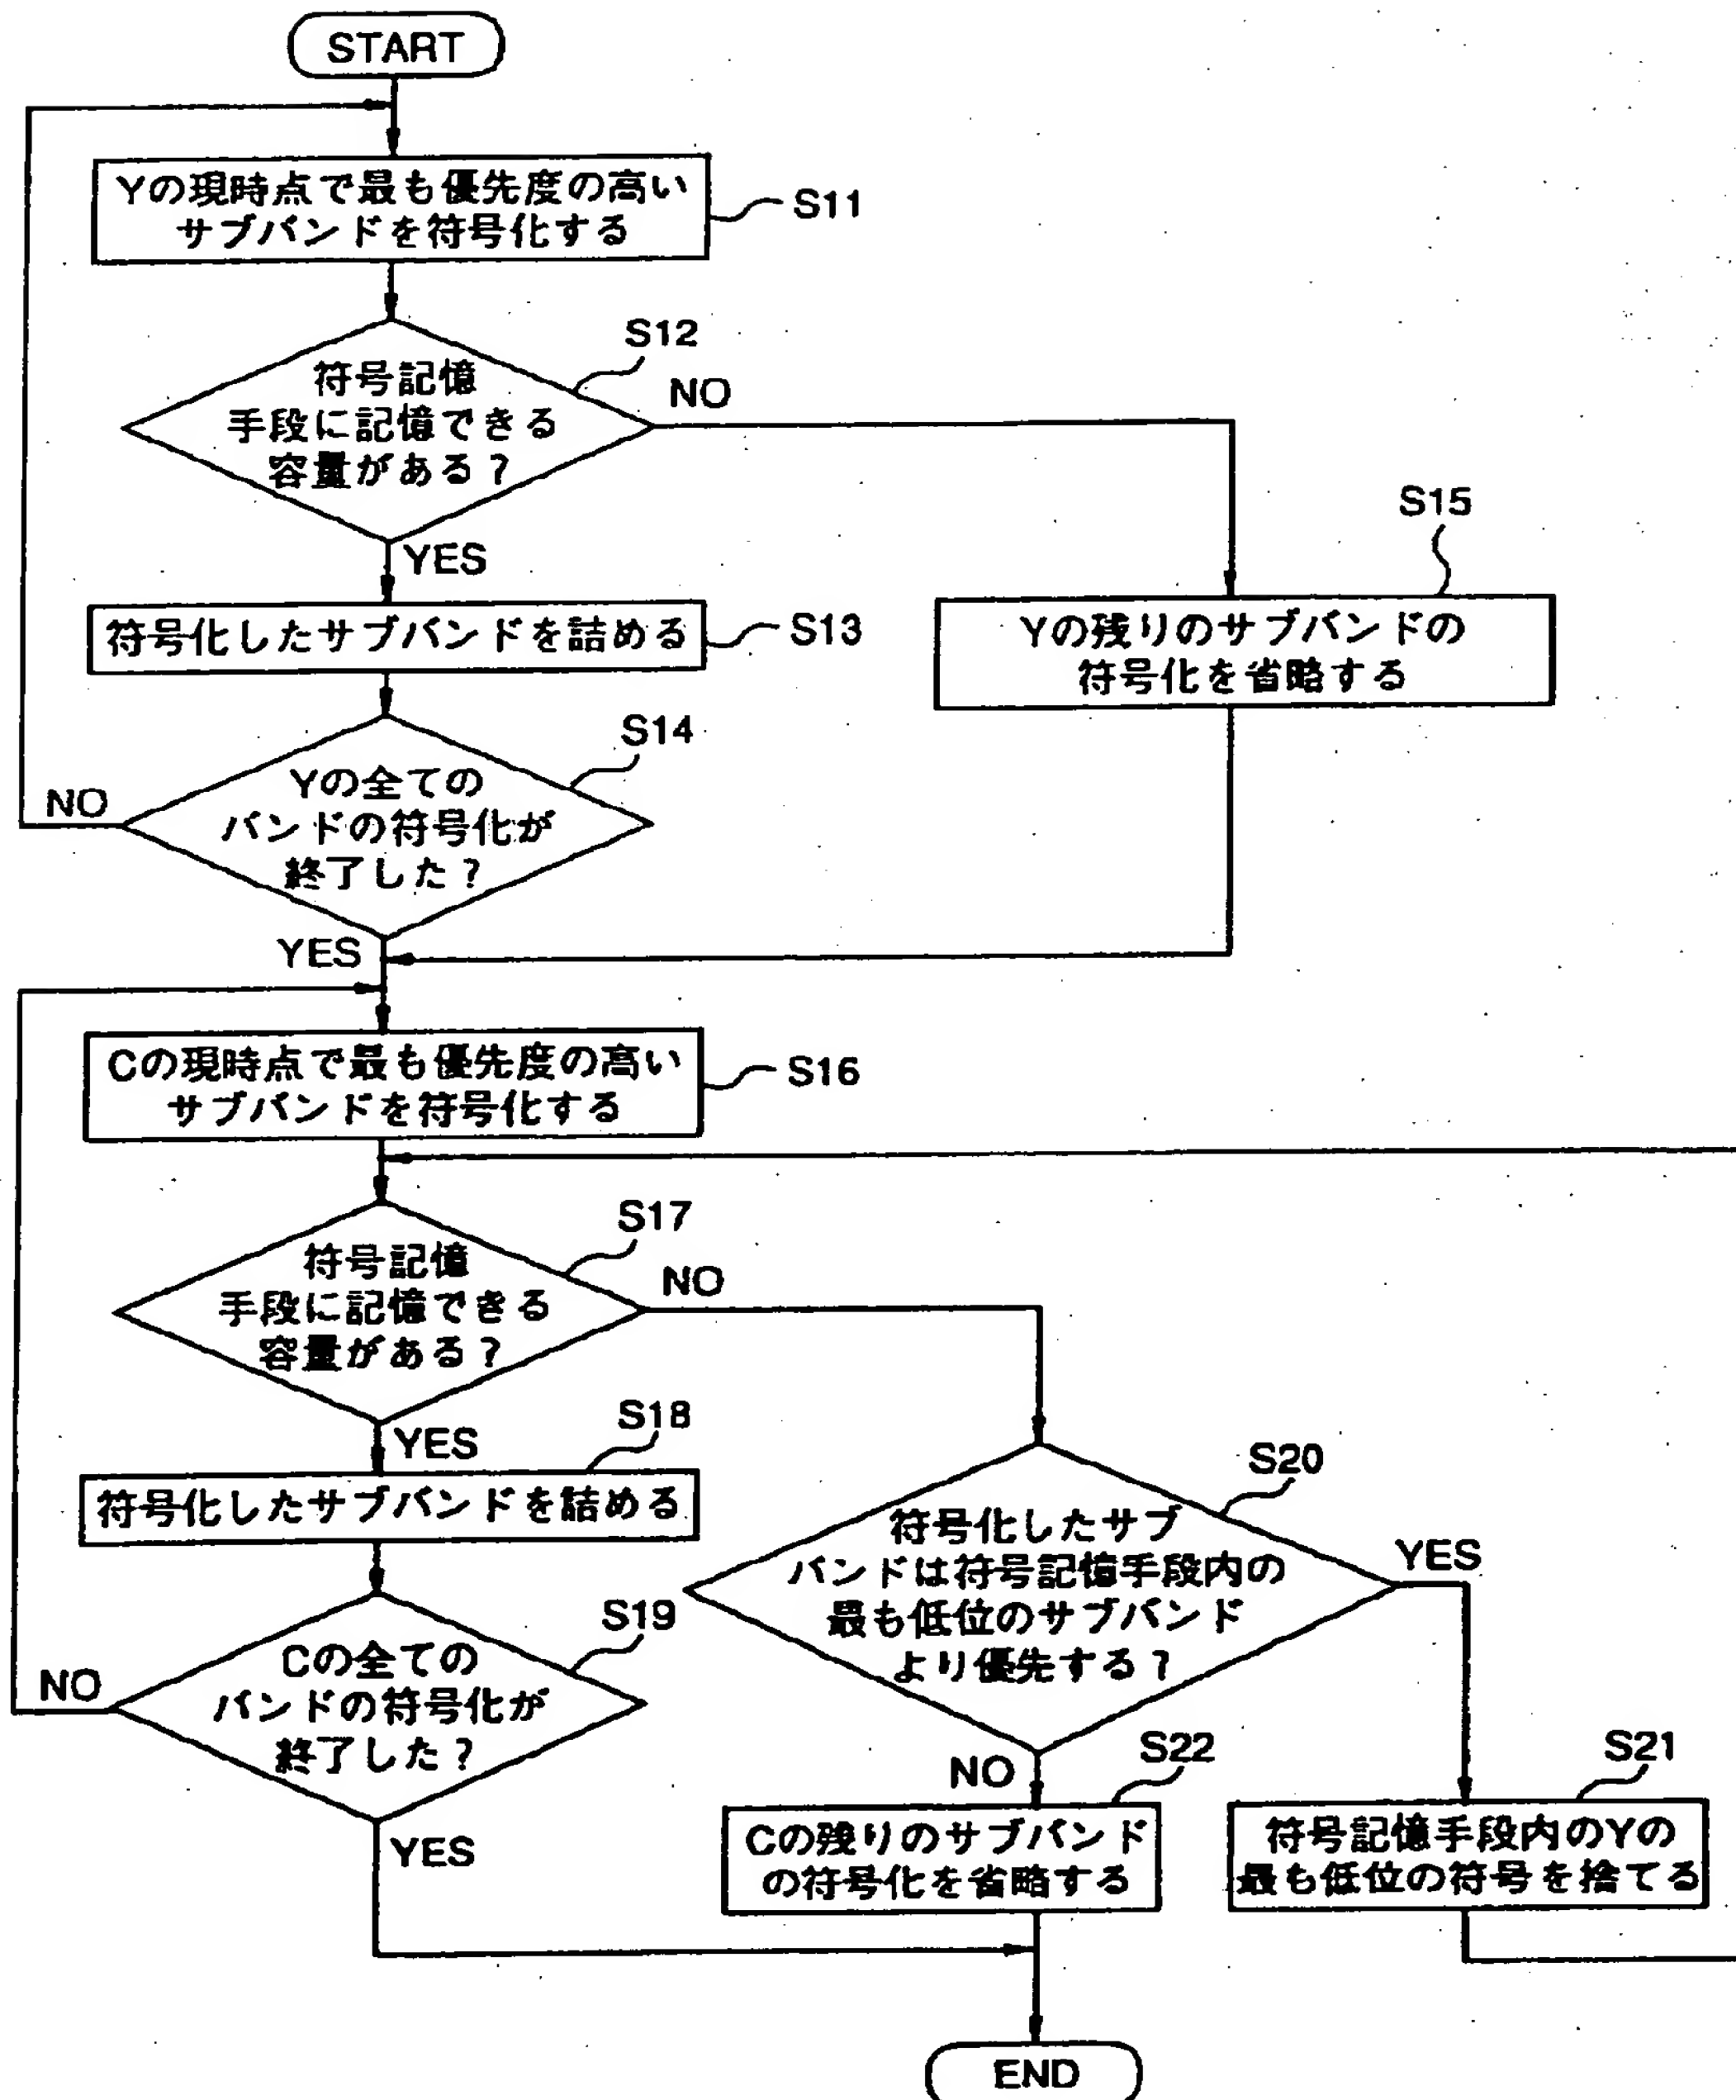 START
Yの現時点で最も優先度の高い
サブバンドを符号化する
S11
S12
符号記憶
手段に記憶できる
容量がある?
NO
YES
S15
Yの残りのサブバンドの
符号化を省略する
符号化したサブバンドを詰める
S13
S14
Yの全ての
バンドの符号化が
終了した?
NO
YES
Cの現時点で最も優先度の高い
サブバンドを符号化する
S16
S17
符号記憶
手段に記憶できる
容量がある?
NO
YES
S18
符号化したサブバンドを詰める
S19
Cの全ての
バンドの符号化が
終了した?
NO
YES
S20
符号化したサブ
バンドは符号記憶手段内の
最も低位のサブバンド
より優先する?
YES
NO
S22
Cの残りのサブバンド
の符号化を省略する
S21
符号記憶手段内のYの
最も低位の符号を捨てる
END